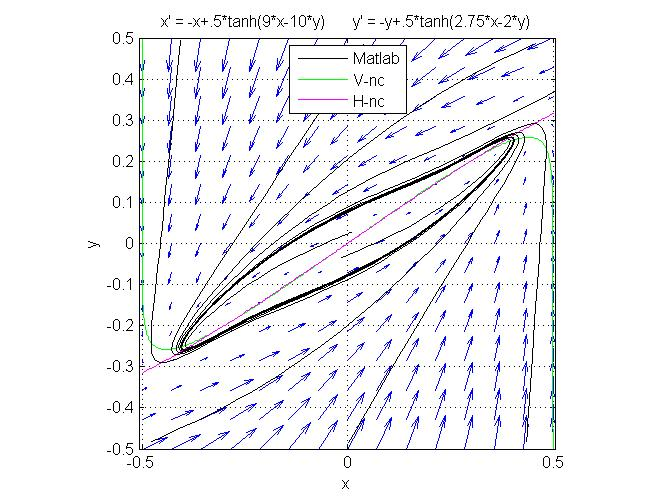 x' = -x+.5*tanh(9*x-10*y) y' = -y+.5*tanh(2.75*x-2*y)
Matlab
V-nc
H-nc
0.5
0.4
0.3
0.2
0.1
0
-0.1
-0.2
-0.3
-0.4
-0.5
y
-0.5 0 0.5
x